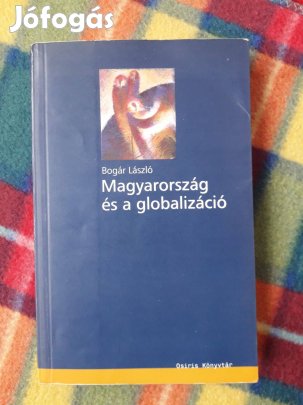 Jófogás
Bogár László
Magyarország
és a globalizáció
Osiris Könyvtár